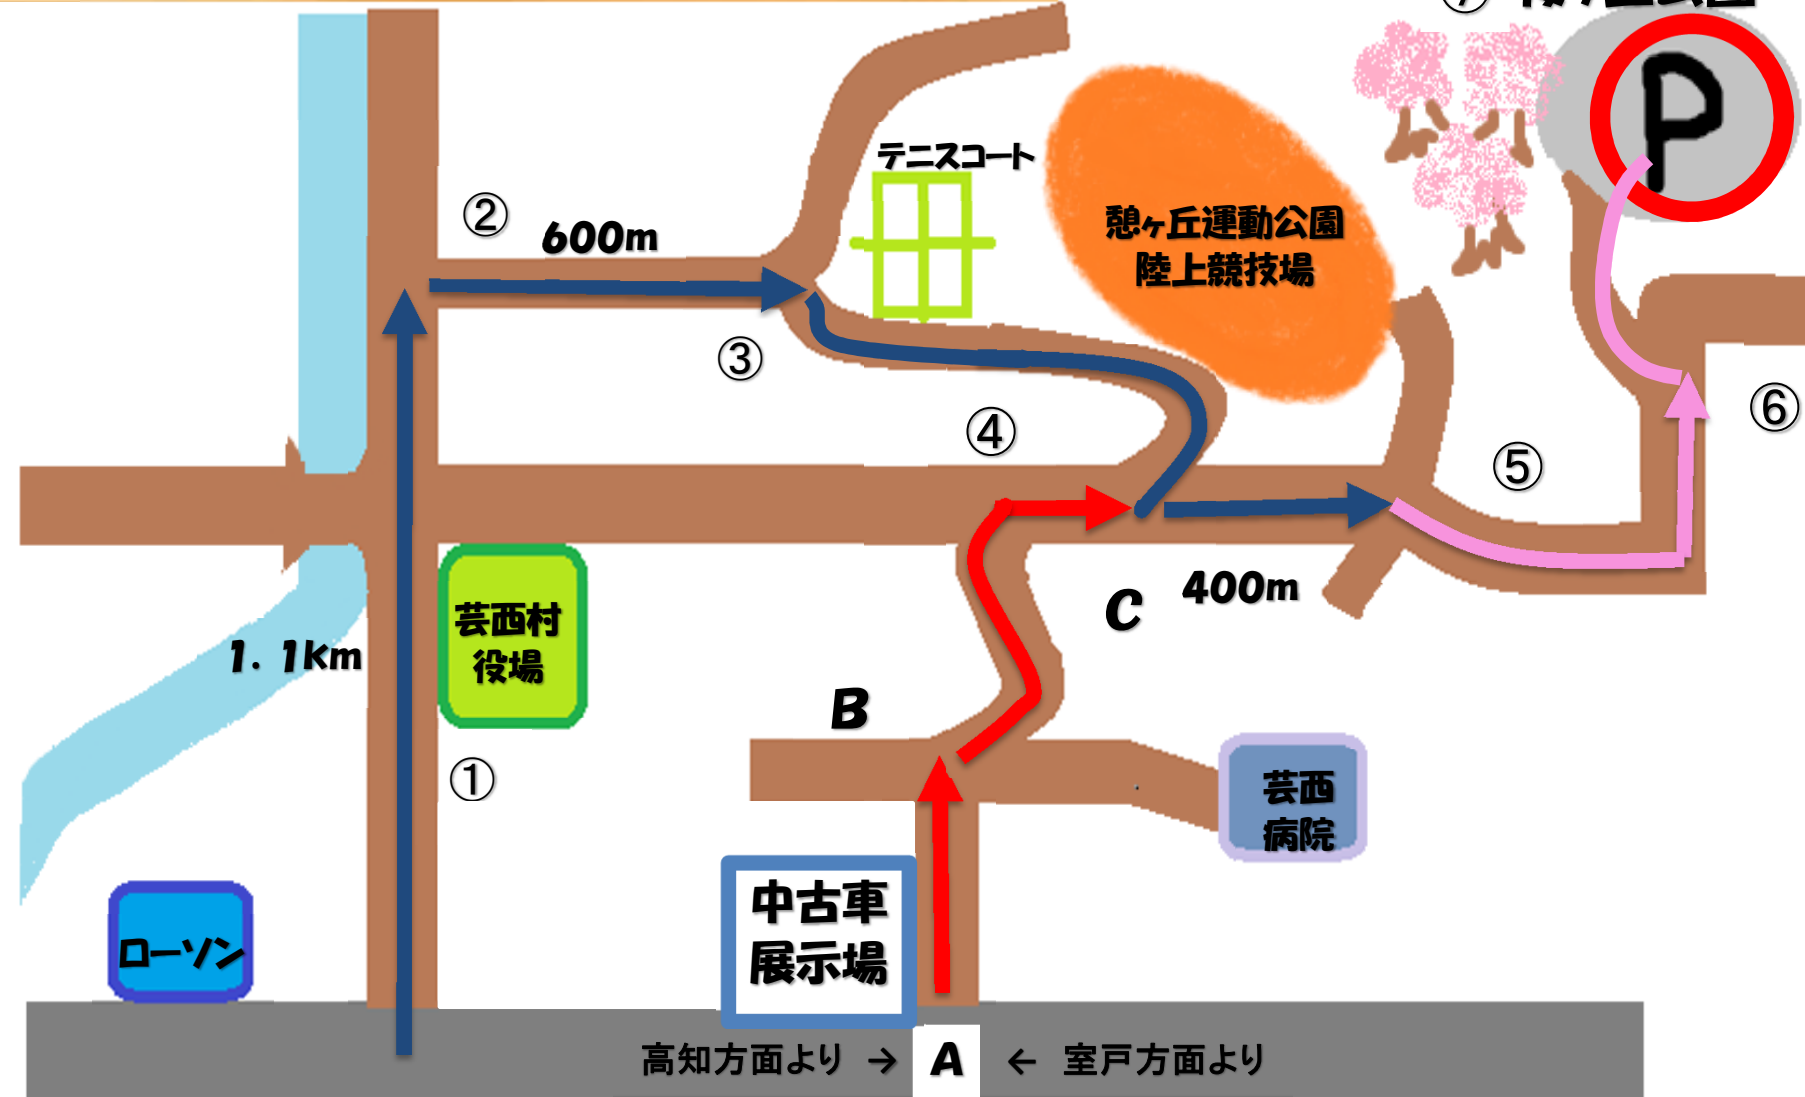 ⑦
テニスコート
②
600m
憩ヶ丘運動公園
陸上競技場
③
④
⑥
⑤
400m
C
1. 1km
芸西村
役場
B
①
芸西
病院
中古車
展示場
ローソン
高知方面より → A ← 室戸方面より
P